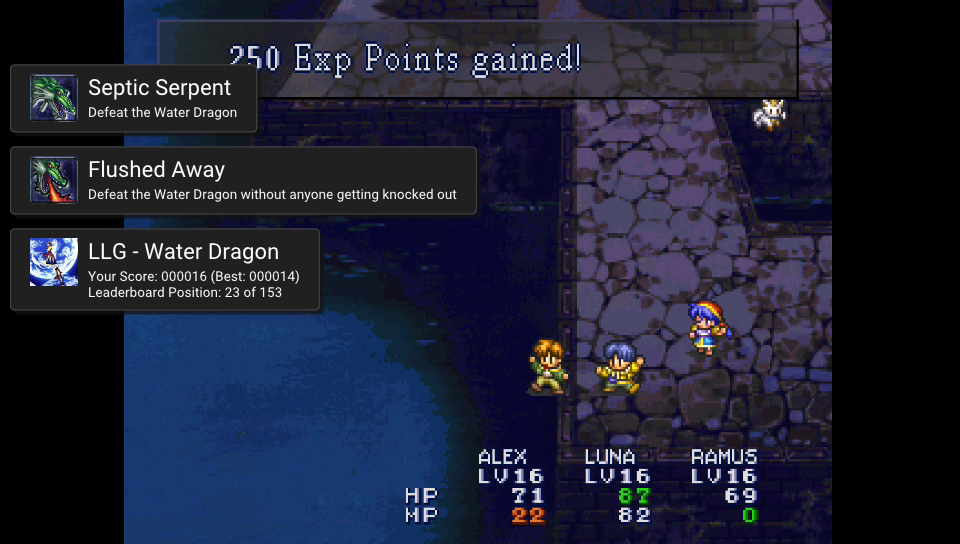 250 Exp Points gained!
Septic Serpent
Defeat the Water Dragon
Flushed Away
Defeat the Water Dragon without anyone getting knocked out
LLG - Water Dragon
Your Score: 000016 (Best: 000014)
Leaderboard Position: 23 of 153
ALEX LUNA RAMUS
LV16 LV16 LV16
HP 71 87 69
MP 22 82 0